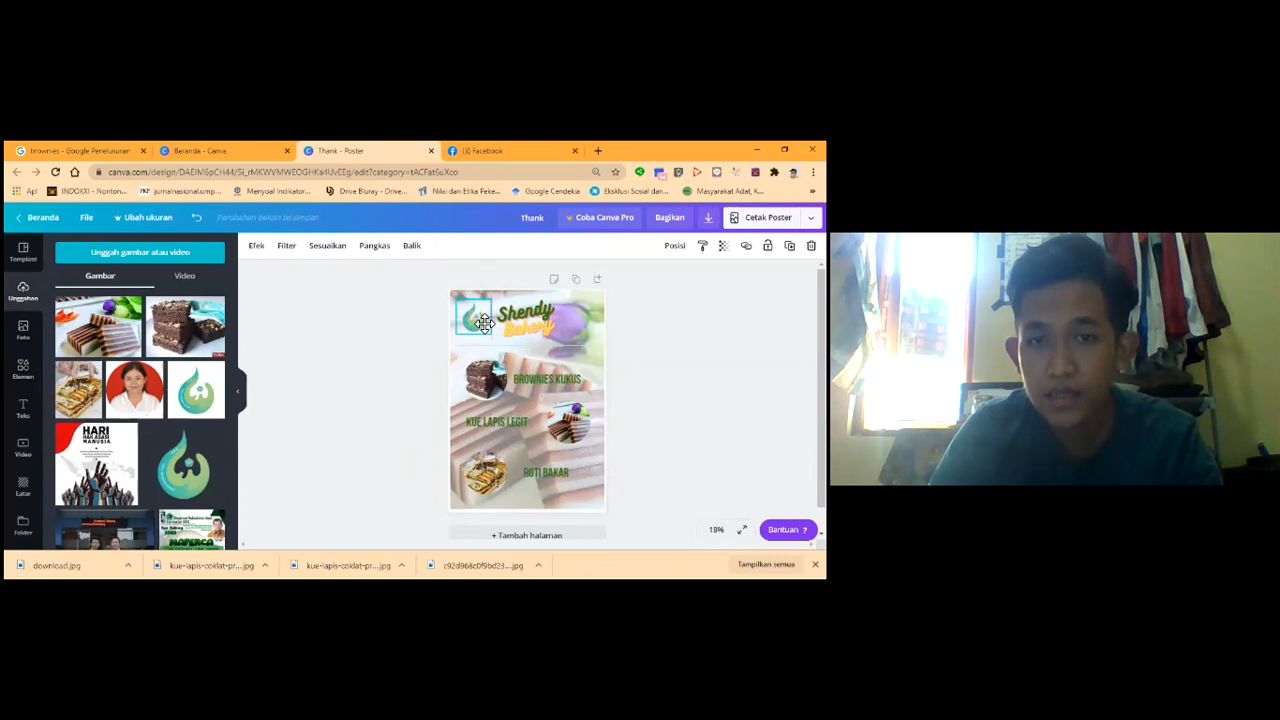 brownies - Google Penelusuran
Beranda - Canva
Thank - Poster
(3) Facebook
canva.com/design/DAEIM6pCH44/Si_rMKWVMWEOGHKs4UvEEg/edit?category=tACFat6uXco
INDOXXI - Nonton...
jurnalnasional.ump...
Menyoal Indikator...
Drive Bluray - Drive...
Nilai dan Etika Peke...
Google Cendekia
Eksklusi Sosial dan...
Masyarakat Adat, K...
Beranda
File
Ubah ukuran
Perubahan belum tersimpan
Thank
Coba Canva Pro
Bagikan
Cetak Poster
Template
Unggahan
Foto
Elemen
Teks
Video
Latar
Folder
Unggah gambar atau video
Gambar
Video
HARI
HAK ASASI
MANUSIA
MAPERCA
Efek
Filter
Sesuaikan
Pangkas
Balik
Posisi
Shendy
Bakery
BROWNIES KUKUS
KUE LAPIS LEGIT
ROTI BAKAR
+ Tambah halaman
18%
Bantuan ?
download.jpg
kue-lapis-coklat-pr....jpg
kue-lapis-coklat-pr....jpg
c92d968c0f9bd23....jpg
Tampilkan semua